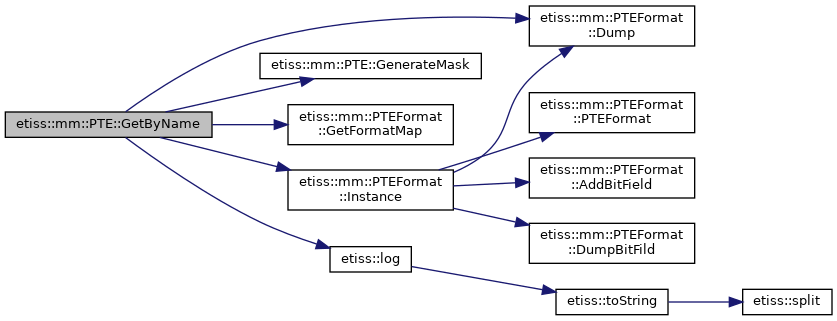 etiss::mm::PTE::GetByName
etiss::mm::PTEFormat
::Dump
etiss::mm::PTE::GenerateMask
etiss::mm::PTEFormat
::GetFormatMap
etiss::mm::PTEFormat
::Instance
etiss::mm::PTEFormat
::PTEFormat
etiss::mm::PTEFormat
::AddBitField
etiss::mm::PTEFormat
::DumpBitFild
etiss::log
etiss::toString
etiss::split